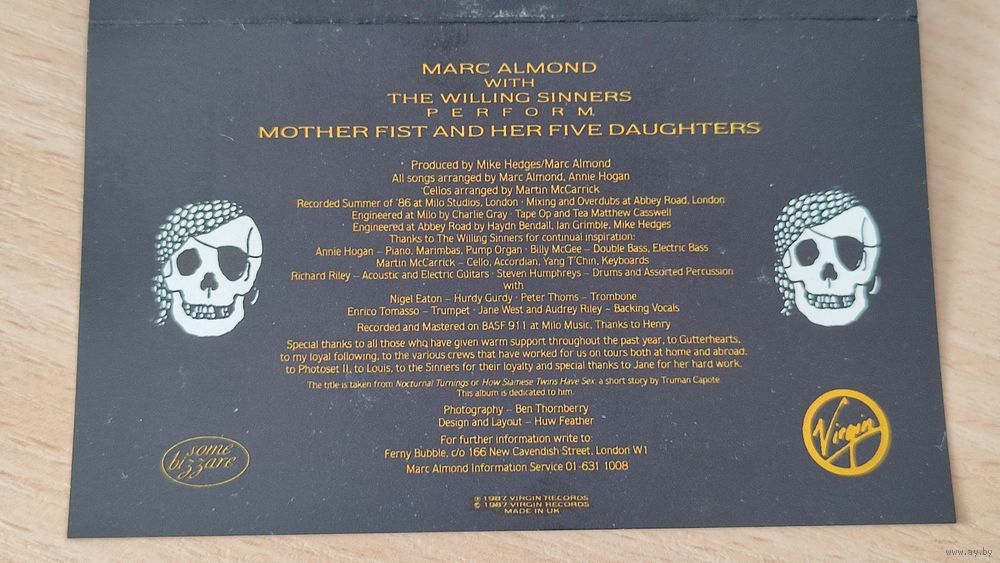 MARC ALMOND
WITH
THE WILLING SINNERS
PERFORM
MOTHER FIST AND HER FIVE DAUGHTERS
Produced by Mike Hedges/Marc Almond
All songs arranged by Marc Almond, Annie Hogan
Cellos arranged by Martin McCarrick
Recorded Summer of '86 at Milo Studios, London · Mixing and Overdubs at Abbey Road, London
Engineered at Milo by Charlie Gray · Tape Op and Tea Matthew Casswell
Engineered at Abbey Road by Haydn Bendall, Ian Grimble, Mike Hedges
Thanks to The Willing Sinners for continual inspiration:
Annie Hogan – Piano, Marimbas, Pump Organ · Billy McGee – Double Bass, Electric Bass
Martin McCarrick – Cello, Accordian, Yang T'Chin, Keyboards
Richard Riley – Acoustic and Electric Guitars · Steven Humphreys – Drums and Assorted Percussion
with
Nigel Eaton – Hurdy Gurdy · Peter Thoms – Trombone
Enrico Tomasso – Trumpet · Jane West and Audrey Riley – Backing Vocals
Recorded and Mastered on BASF 911 at Milo Music. Thanks to Henry
Special thanks to all those who have given warm support throughout the past year, to Gutterhearts,
to my loyal following, to the various crews that have worked for us on tours both at home and abroad,
to Photoset II, to Louis, to the Sinners for their loyalty and special thanks to Jane for her hard work.
The title is taken from Nocturnal Turnings or How Siamese Twins Have Sex a short story by Truman Capote
This album is dedicated to him.
Photography – Ben Thornberry
Design and Layout – Huw Feather
For further information write to:
Ferny Bubble, c/o 166 New Cavendish Street, London W1
Marc Almond Information Service 01-631 1008
some
bizzare
Virgin
℗ 1987 VIRGIN RECORDS
© 1987 VIRGIN RECORDS
MADE IN UK
www.ay.by